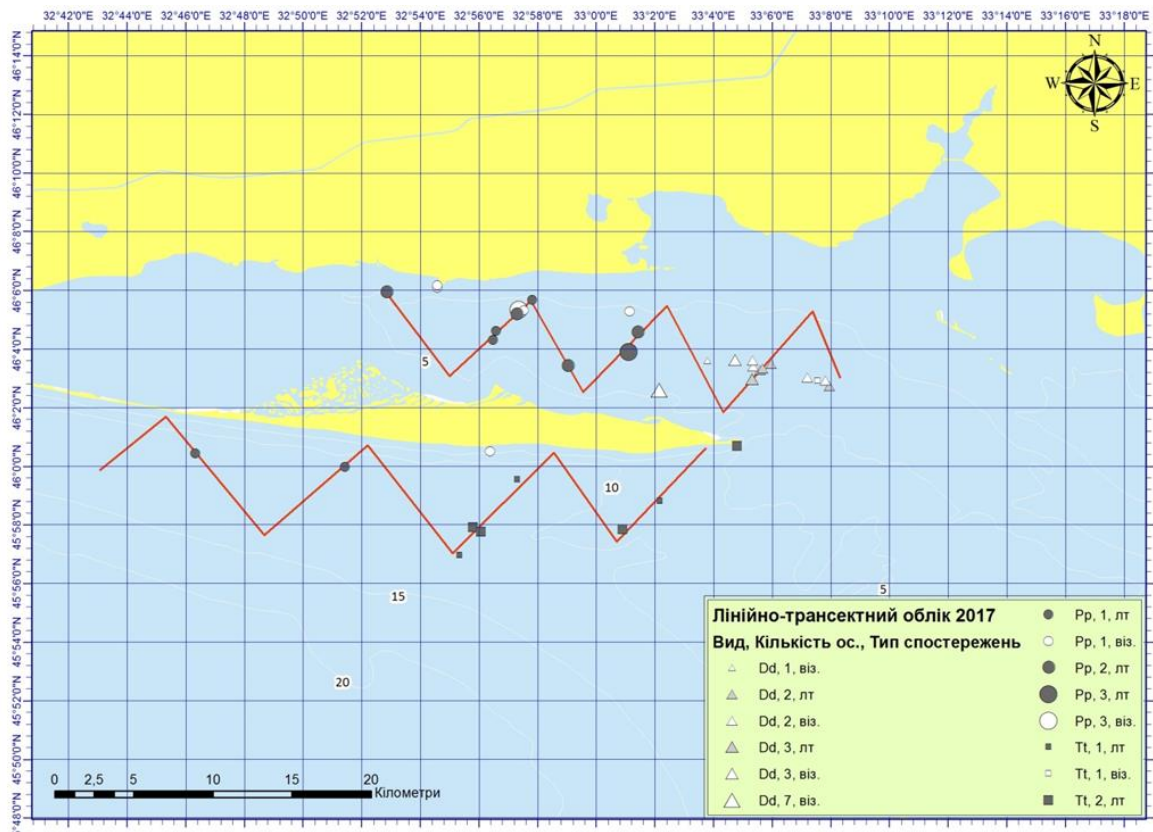 32°42'0"E 32°44'0"E 32°46'0"E 32°48'0"E 32°50'0"E 32°52'0"E 32°54'0"E 32°56'0"E 32°58'0"E 33°0'0"E 33°2'0"E 33°4'0"E 33°6'0"E 33°8'0"E 33°10'0"E 33°12'0"E 33°14'0"E 33°16'0"E 33°18'0"E
N
W E
S
46°14'0"N
46°12'0"N
46°10'0"N
46°8'0"N
46°6'0"N
46°4'0"N
46°2'0"N
46°0'0"N
45°58'0"N
45°56'0"N
45°54'0"N
45°52'0"N
45°50'0"N
45°48'0"N
5
10
15
5
20
Лінійно-трансектний облік 2017
Вид, Кількість ос., Тип спостережень
Dd, 1, віз.
Dd, 2, лт
Dd, 2, віз.
Dd, 3, лт
Dd, 3, віз.
Dd, 7, віз.
Pp, 1, лт
Pp, 1, віз.
Pp, 2, лт
Pp, 3, лт
Pp, 3, віз.
Tt, 1, лт
Tt, 1, віз.
Tt, 2, лт
0 2,5 5 10 15 20
Кілометри